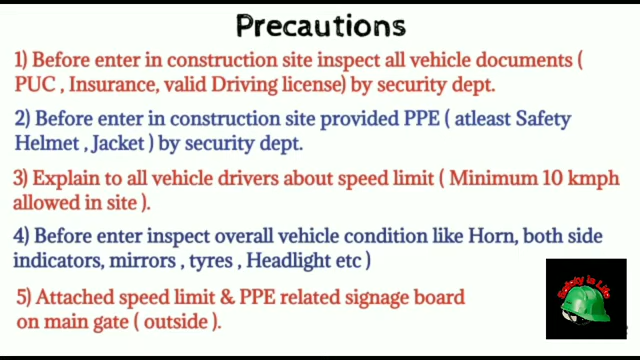 Precautions
1) Before enter in construction site inspect all vehicle documents (
PUC , Insurance, valid Driving license) by security dept.
2) Before enter in construction site provided PPE ( atleast Safety
Helmet , Jacket ) by security dept.
3) Explain to all vehicle drivers about speed limit ( Minimum 10 kmph
allowed in site ).
4) Before enter inspect overall vehicle condition like Horn, both side
indicators, mirrors , tyres , Headlight etc )
5) Attached speed limit & PPE related signage board
on main gate ( outside ).
Safety is Life